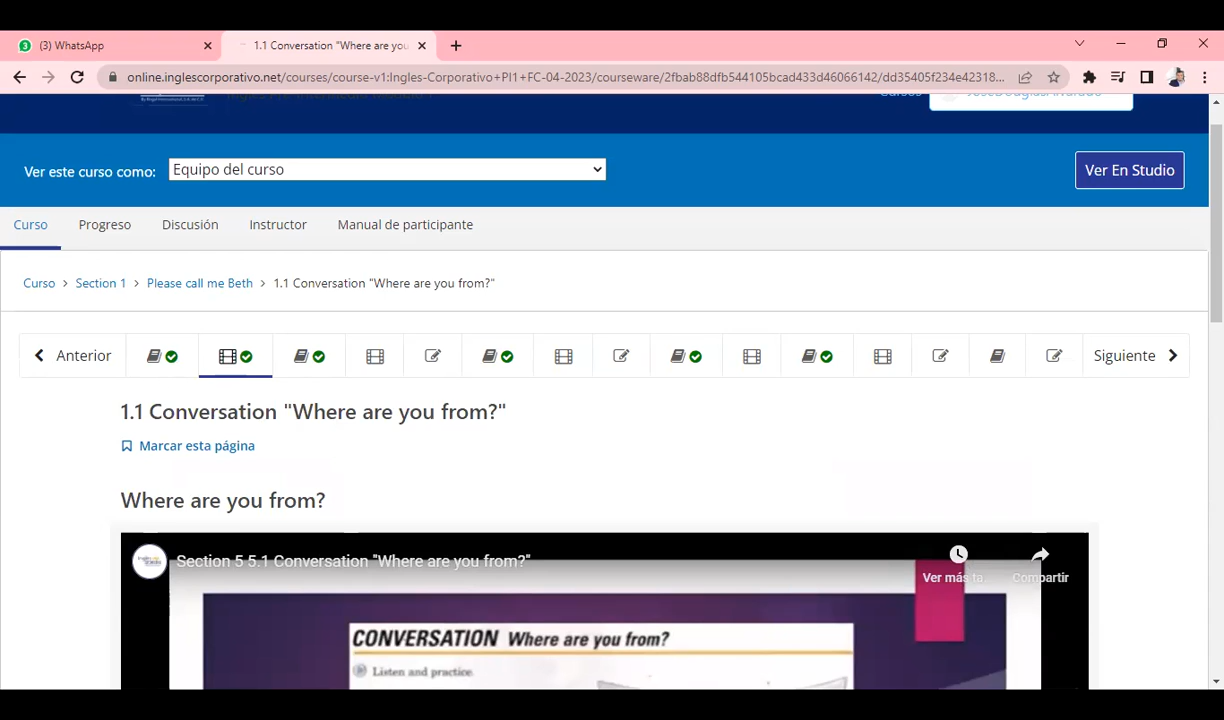 (3) WhatsApp
1.1 Conversation "Where are you
online.inglescorporativo.net/courses/course-v1:Ingles-Corporativo+PI1+FC-04-2023/courseware/2fbab88dfb544105bcad433d46066142/dd35405f234e42318...
Ver este curso como:
Equipo del curso
Ver En Studio
Curso
Progreso
Discusión
Instructor
Manual de participante
Curso > Section 1 > Please call me Beth > 1.1 Conversation "Where are you from?"
Anterior
Siguiente
1.1 Conversation "Where are you from?"
Marcar esta página
Where are you from?
Section 5 5.1 Conversation "Where are you from?"
Ver más ta
Compartir
CONVERSATION Where are you from?
Listen and practice